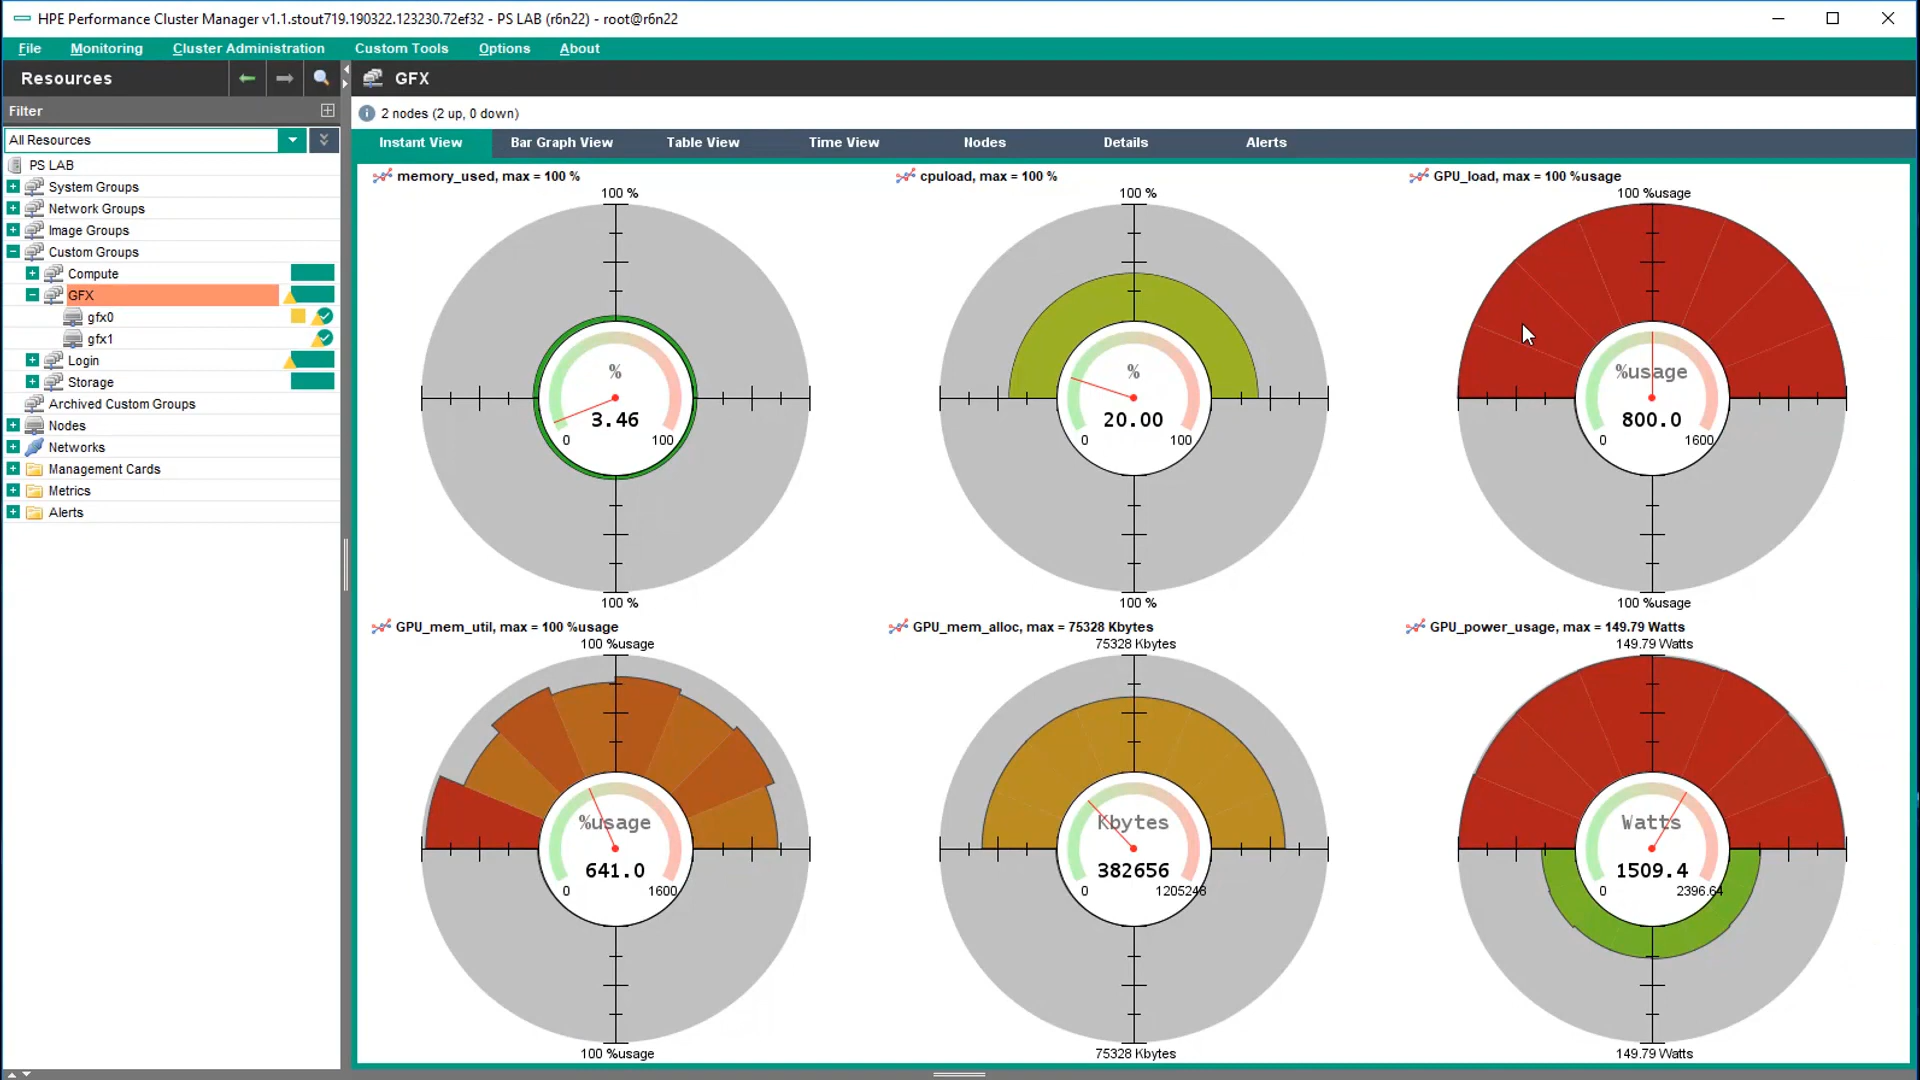 HPE Performance Cluster Manager v1.1.stout719.190322.123230.72ef32 - PS LAB (r6n22) - root@r6n22
File Monitoring Cluster Administration Custom Tools Options About
Resources
GFX
Filter
2 nodes (2 up, 0 down)
All Resources
Instant View Bar Graph View Table View Time View Nodes Details Alerts
PS LAB
System Groups
Network Groups
Image Groups
Custom Groups
Compute
GFX
gfx0
gfx1
Login
Storage
Archived Custom Groups
Nodes
Networks
Management Cards
Metrics
Alerts
memory_used, max = 100 %
100 %
%
3.46
0 100
100 %
cpuload, max = 100 %
100 %
%
20.00
0 100
100 %
GPU_load, max = 100 %usage
100 %usage
%usage
800.0
0 1600
100 %usage
GPU_mem_util, max = 100 %usage
100 %usage
%usage
641.0
0 1600
100 %usage
GPU_mem_alloc, max = 75328 Kbytes
75328 Kbytes
Kbytes
382656
0 1205248
75328 Kbytes
GPU_power_usage, max = 149.79 Watts
149.79 Watts
Watts
1509.4
0 2396.64
149.79 Watts